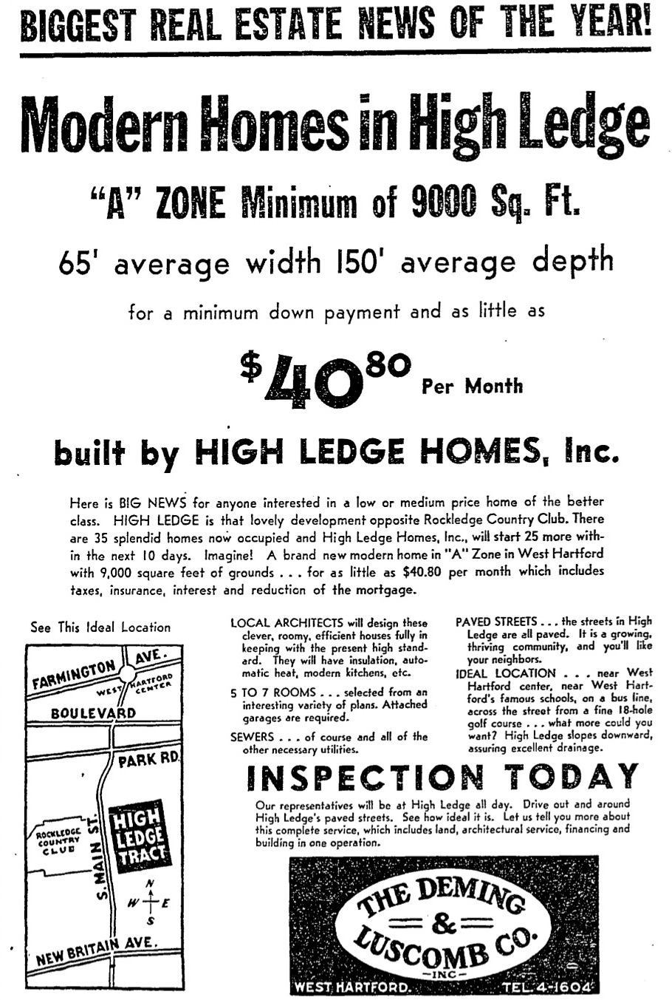 BIGGEST REAL ESTATE NEWS OF THE YEAR!
Modern Homes in High Ledge
“A” ZONE Minimum of 9000 Sq. Ft.
65' average width 150' average depth
for a minimum down payment and as little as
$40 80 Per Month
built by HIGH LEDGE HOMES, Inc.
Here is BIG NEWS for anyone interested in a low or medium price home of the better
class. HIGH LEDGE is that lovely development opposite Rockledge Country Club. There
are 35 splendid homes now occupied and High Ledge Homes, Inc., will start 25 more with-
in the next 10 days. Imagine! A brand new modern home in "A" Zone in West Hartford
with 9,000 square feet of grounds . . . for as little as $40.80 per month which includes
taxes, insurance, interest and reduction of the mortgage.
See This Ideal Location
FARMINGTON AVE.
WEST HARTFORD
CENTER
BOULEVARD
PARK RD.
S. MAIN ST.
ROCKLEDGE
COUNTRY
CLUB
HIGH
LEDGE
TRACT
N
W E
S
NEW BRITAIN AVE.
LOCAL ARCHITECTS will design these
clever, roomy, efficient houses fully in
keeping with the present high stand-
ard. They will have insulation, auto-
matic heat, modern kitchens, etc.
5 TO 7 ROOMS . . . selected from an
interesting variety of plans. Attached
garages are required.
SEWERS . . . of course and all of the
other necessary utilities.
PAVED STREETS . . . the streets in High
Ledge are all paved. It is a growing,
thriving community, and you'll like
your neighbors.
IDEAL LOCATION . . . near West
Hartford center, near West Hart-
ford's famous schools, on a bus line,
across the street from a fine 18-hole
golf course . . . what more could you
want? High Ledge slopes downward,
assuring excellent drainage.
INSPECTION TODAY
Our representatives will be at High Ledge all day. Drive out and around
High Ledge's paved streets. See how ideal it is. Let us tell you more about
this complete service, which includes land, architectural service, financing and
building in one operation.
THE DEMING
&
LUSCOMB CO.
-INC-
WEST HARTFORD. TEL. 4-1604